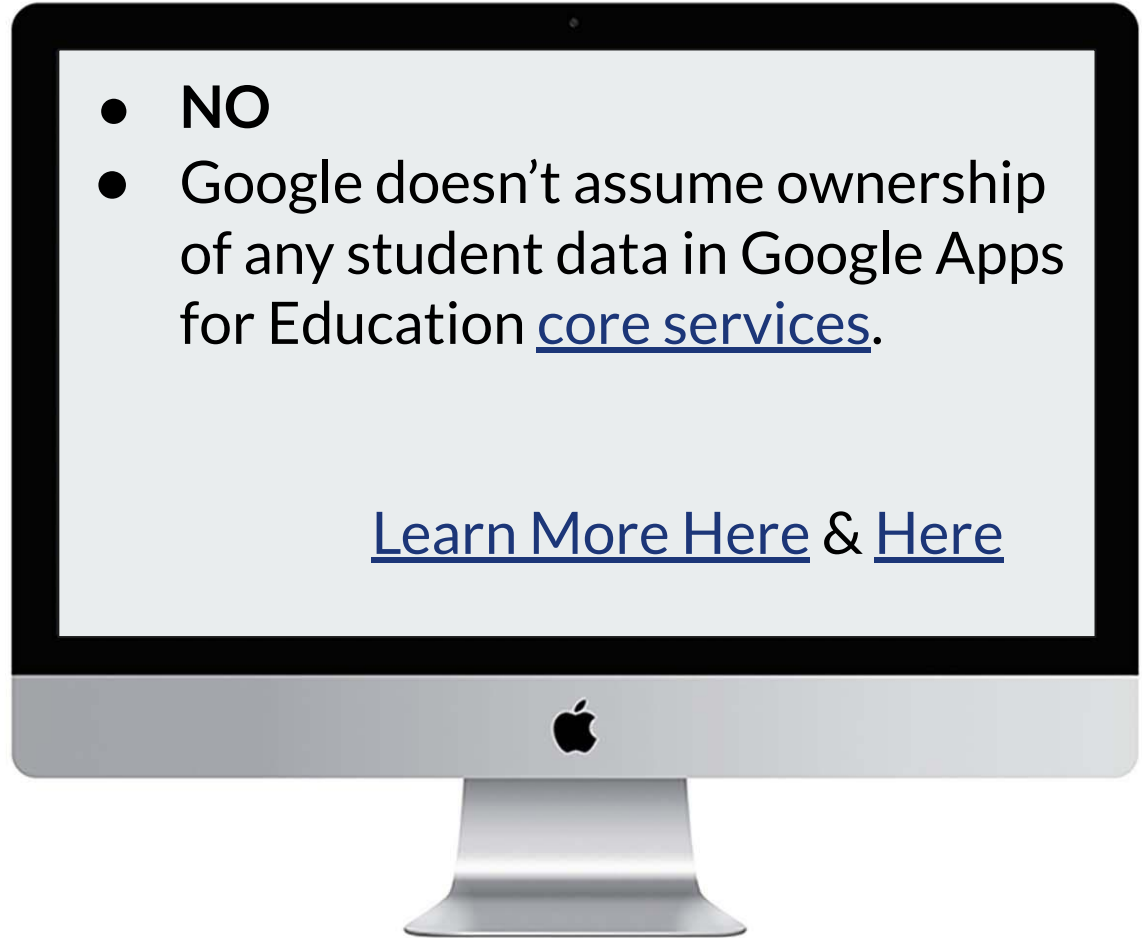 ● NO
● Google doesn’t assume ownership
of any student data in Google Apps
for Education core services.
Learn More Here & Here